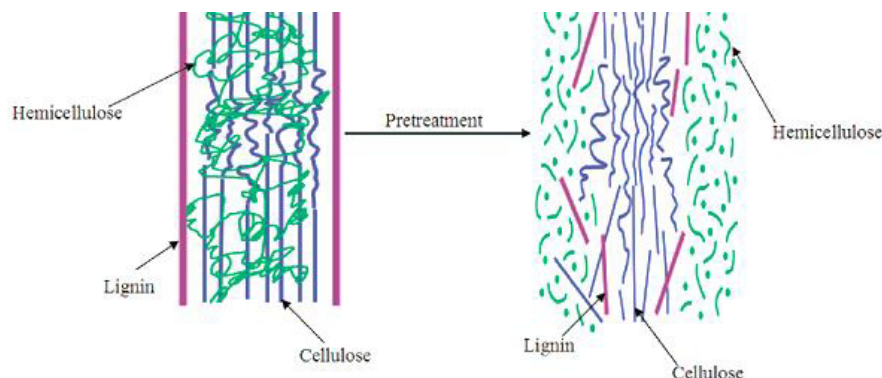 Hemicellulose
Pretreatment
Hemicellulose
Lignin
Cellulose
Lignin
Cellulose